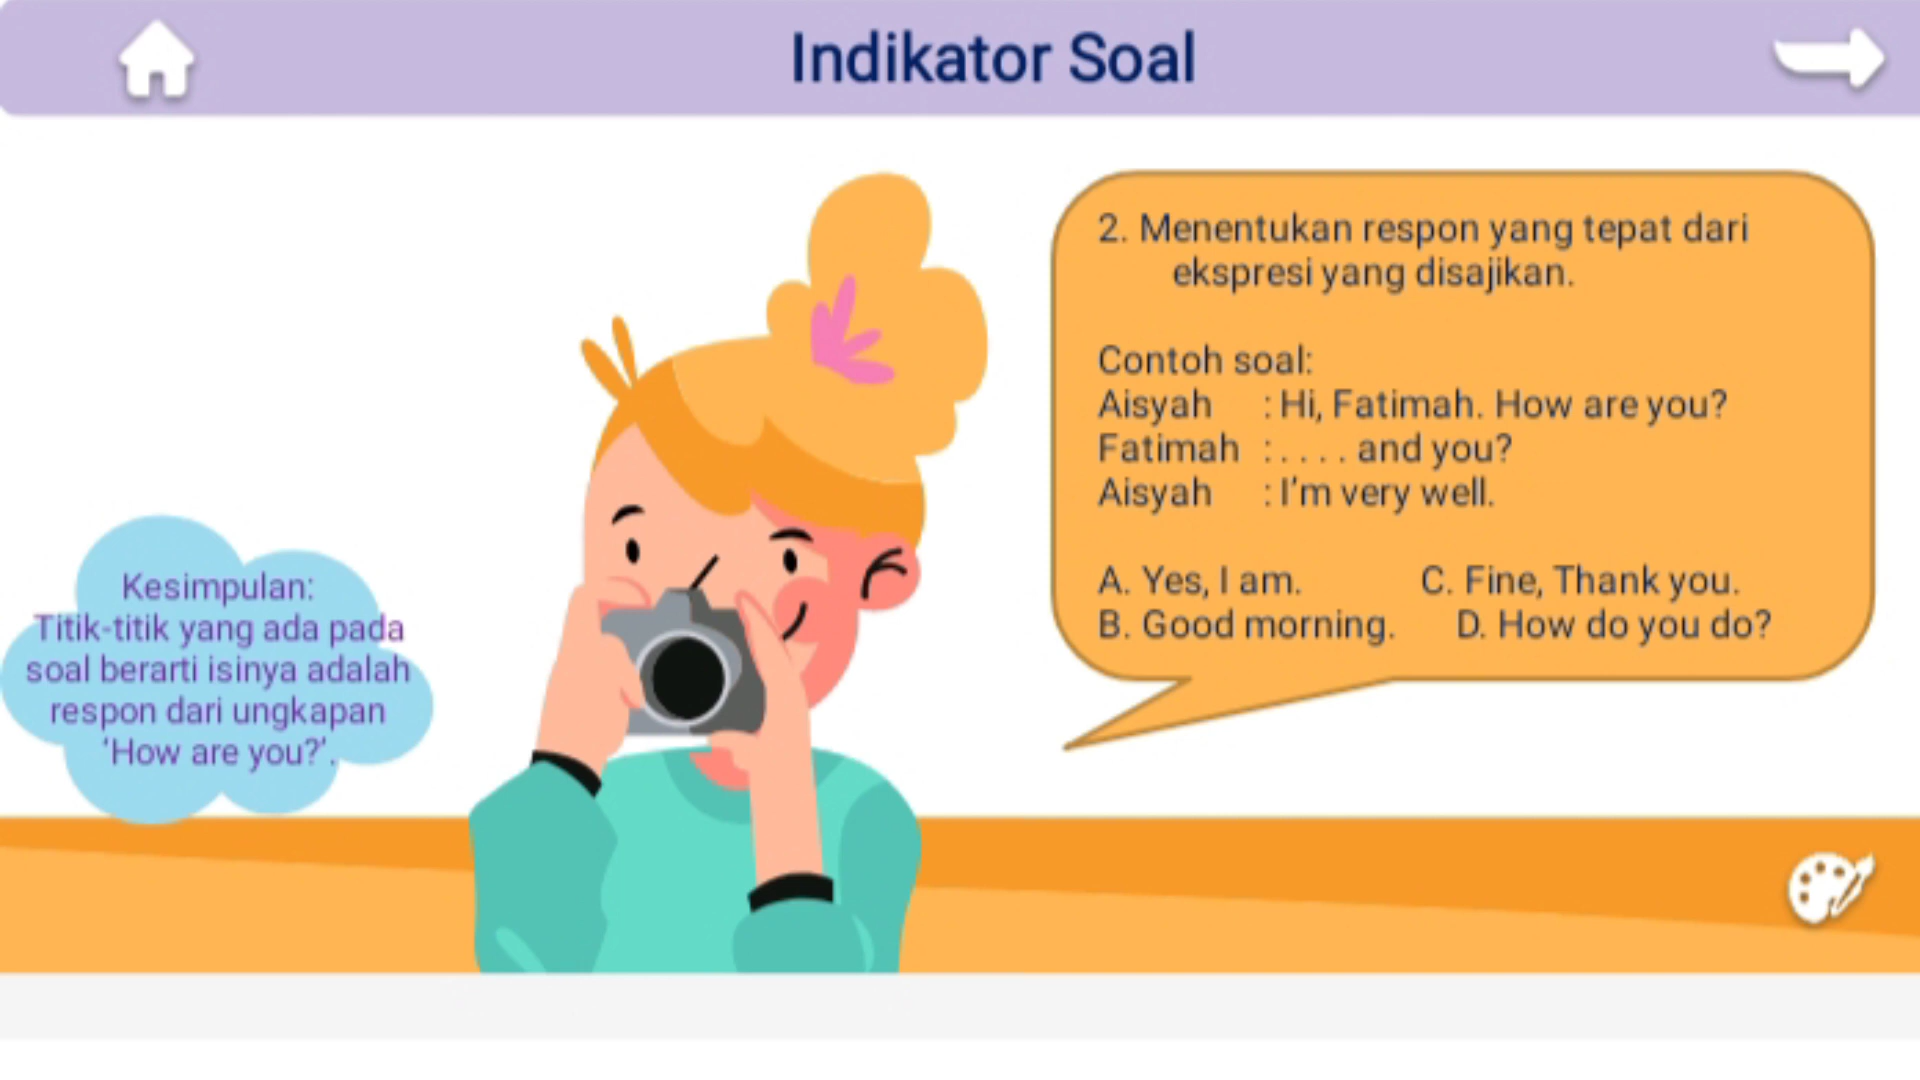 Indikator Soal
2. Menentukan respon yang tepat dari
ekspresi yang disajikan.
Contoh soal:
Aisyah : Hi, Fatimah. How are you?
Fatimah : . . . . and you?
Aisyah : I'm very well.
A. Yes, I am. C. Fine, Thank you.
B. Good morning. D. How do you do?
Kesimpulan:
Titik-titik yang ada pada
soal berarti isinya adalah
respon dari ungkapan
‘How are you?’.